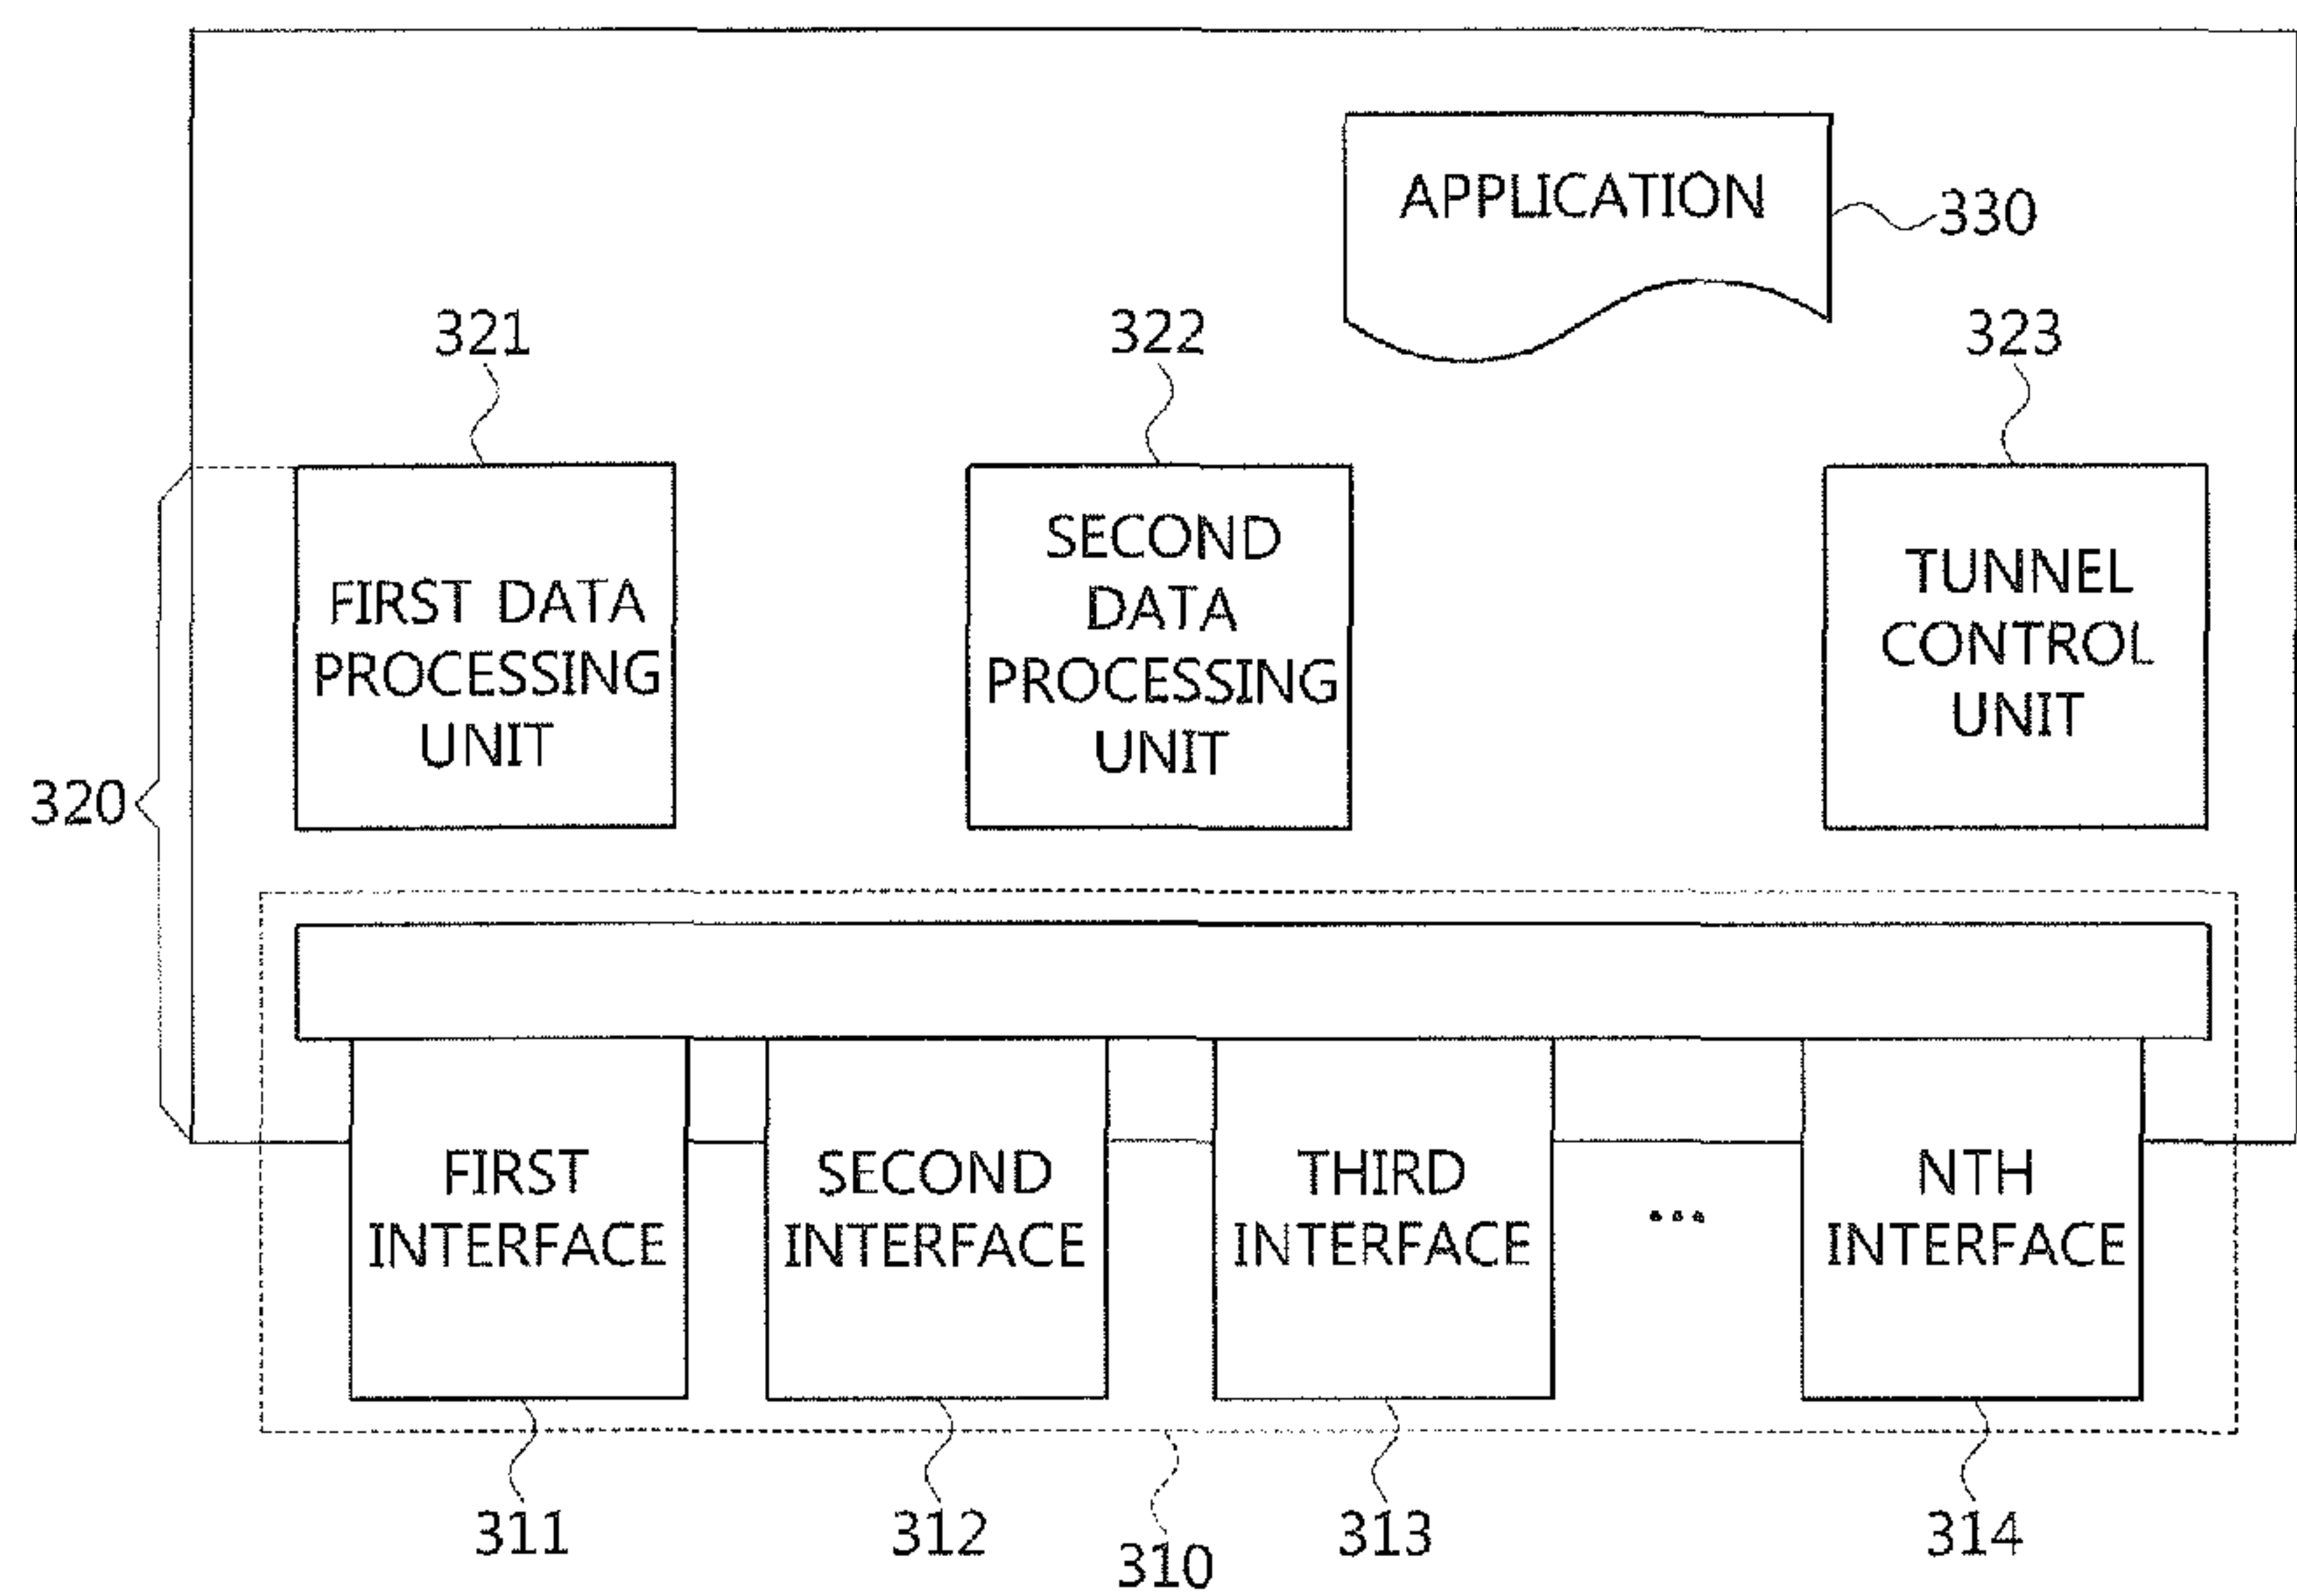 APPLICATION
330
321
322
323
FIRST DATA
PROCESSING
UNIT
SECOND
DATA
PROCESSING
UNIT
TUNNEL
CONTROL
UNIT
320
FIRST
INTERFACE
SECOND
INTERFACE
THIRD
INTERFACE
...
NTH
INTERFACE
311
312
310
313
314